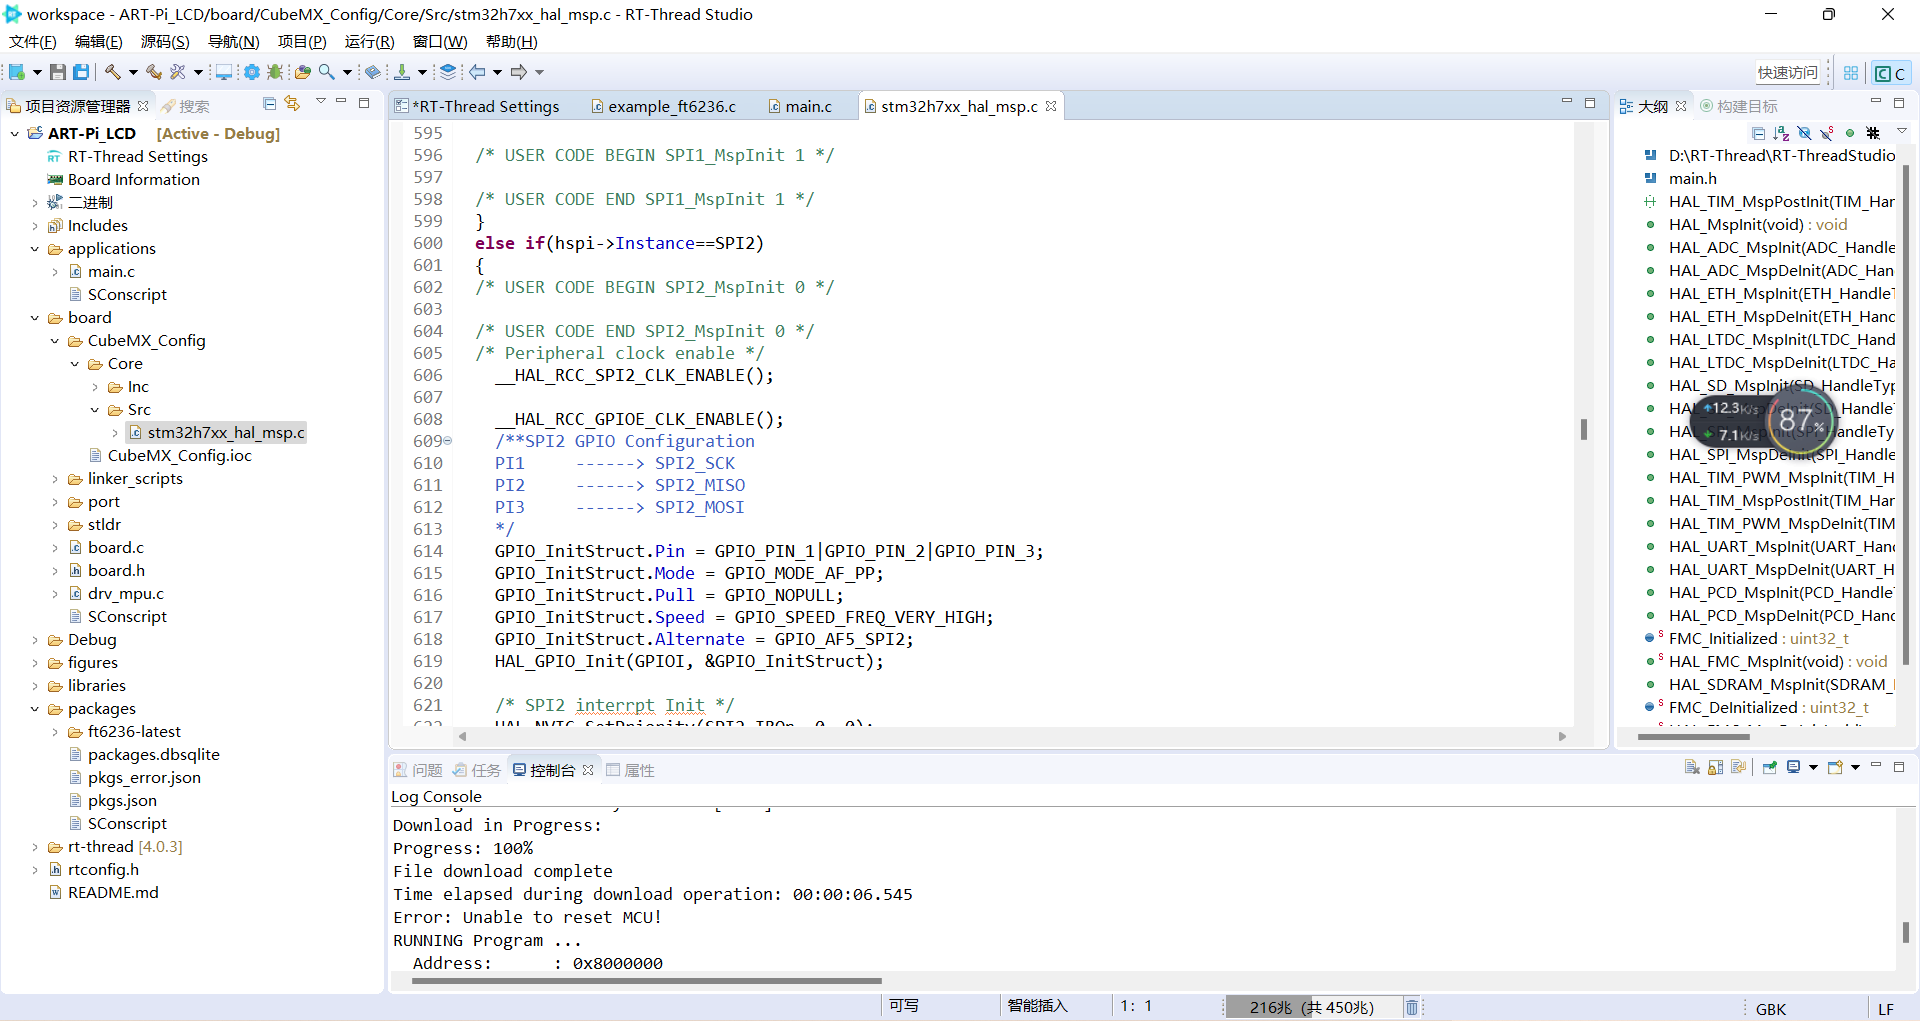 workspace - ART-Pi_LCD/board/CubeMX_Config/Core/Src/stm32h7xx_hal_msp.c - RT-Thread Studio
文件(F) 编辑(E) 源码(S) 导航(N) 项目(P) 运行(R) 窗口(W) 帮助(H)
快速访问
C
项目资源管理器
搜索
ART-Pi_LCD [Active - Debug]
RT-Thread Settings
Board Information
二进制
Includes
applications
main.c
SConscript
board
CubeMX_Config
Core
Inc
Src
stm32h7xx_hal_msp.c
CubeMX_Config.ioc
linker_scripts
port
stldr
board.c
board.h
drv_mpu.c
SConscript
Debug
figures
libraries
packages
ft6236-latest
packages.dbsqlite
pkgs_error.json
pkgs.json
SConscript
rt-thread [4.0.3]
rtconfig.h
README.md
*RT-Thread Settings
example_ft6236.c
main.c
stm32h7xx_hal_msp.c
595
596 /* USER CODE BEGIN SPI1_MspInit 1 */
597
598 /* USER CODE END SPI1_MspInit 1 */
599 }
600 else if(hspi->Instance==SPI2)
601 {
602 /* USER CODE BEGIN SPI2_MspInit 0 */
603
604 /* USER CODE END SPI2_MspInit 0 */
605 /* Peripheral clock enable */
606 __HAL_RCC_SPI2_CLK_ENABLE();
607
608 __HAL_RCC_GPIOE_CLK_ENABLE();
609 /**SPI2 GPIO Configuration
610 PI1 ------> SPI2_SCK
611 PI2 ------> SPI2_MISO
612 PI3 ------> SPI2_MOSI
613 */
614 GPIO_InitStruct.Pin = GPIO_PIN_1|GPIO_PIN_2|GPIO_PIN_3;
615 GPIO_InitStruct.Mode = GPIO_MODE_AF_PP;
616 GPIO_InitStruct.Pull = GPIO_NOPULL;
617 GPIO_InitStruct.Speed = GPIO_SPEED_FREQ_VERY_HIGH;
618 GPIO_InitStruct.Alternate = GPIO_AF5_SPI2;
619 HAL_GPIO_Init(GPIOI, &GPIO_InitStruct);
620
621 /* SPI2 interrpt Init */
622 HAL_NVIC_SetPriority(SPI2_IRQn, 0, 0);
大纲
构建目标
D:\RT-Thread\RT-ThreadStudio
main.h
HAL_TIM_MspPostInit(TIM_Har
HAL_MspInit(void) : void
HAL_ADC_MspInit(ADC_Handle
HAL_ADC_MspDeInit(ADC_Han
HAL_ETH_MspInit(ETH_HandleT
HAL_ETH_MspDeInit(ETH_Hanc
HAL_LTDC_MspInit(LTDC_Hand
HAL_LTDC_MspDeInit(LTDC_Ha
HAL_SD_MspInit(SD_HandleTyp
HAL_SPI_MspDeInit(SPI_Handle
HAL_TIM_PWM_MspInit(TIM_H
HAL_TIM_MspPostInit(TIM_Har
HAL_TIM_PWM_MspDeInit(TIM
HAL_UART_MspInit(UART_Hanc
HAL_UART_MspDeInit(UART_H
HAL_PCD_MspInit(PCD_HandleT
HAL_PCD_MspDeInit(PCD_Hand
FMC_Initialized : uint32_t
HAL_FMC_MspInit(void) : void
HAL_SDRAM_MspInit(SDRAM_
FMC_DeInitialized : uint32_t
12.3K/s
7.1K/s
87%
问题 任务 控制台 属性
Log Console
Download in Progress:
Progress: 100%
File download complete
Time elapsed during download operation: 00:00:06.545
Error: Unable to reset MCU!
RUNNING Program ...
Address: : 0x8000000
可写
智能插入
1: 1
216兆 (共 450兆)
GBK
LF